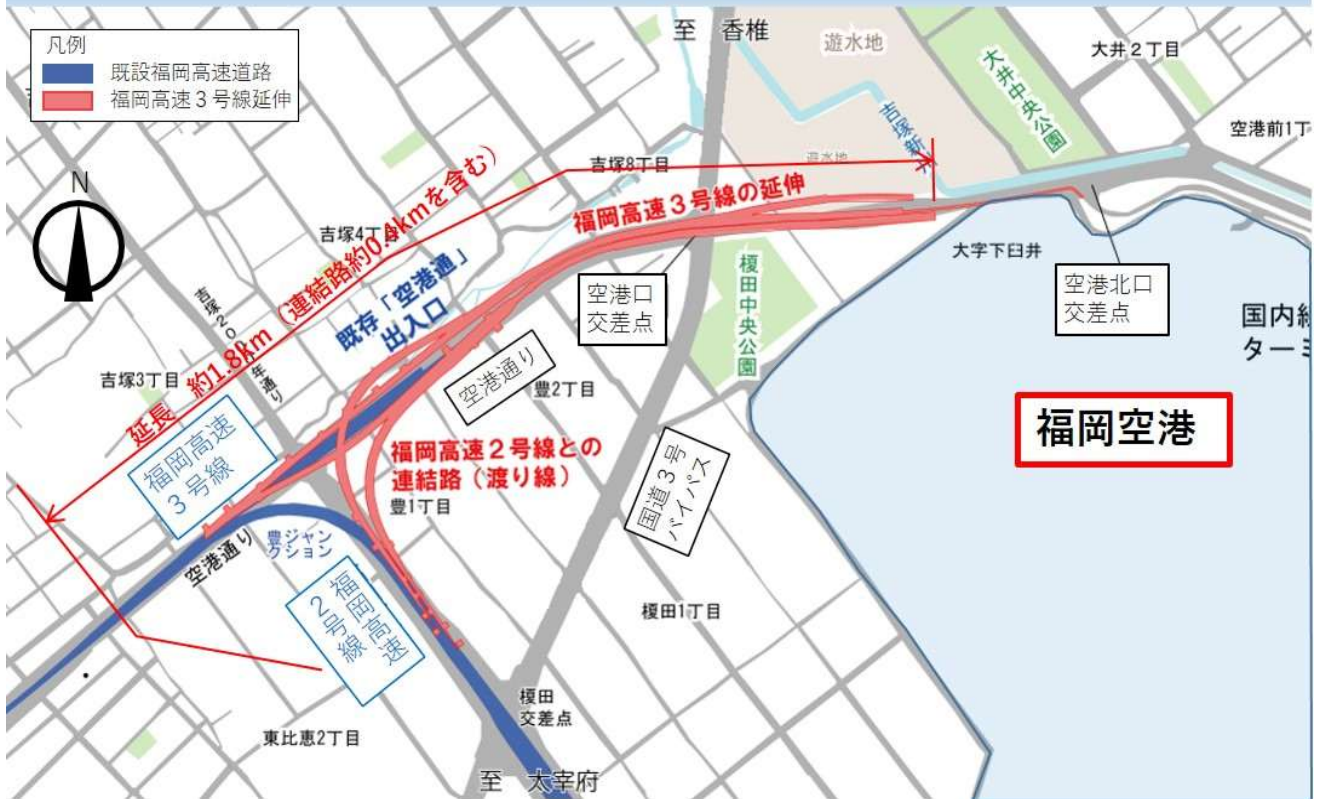 凡例
既設福岡高速道路
福岡高速3号線延伸
N
至 香椎
遊水地
大井中央公園
大井2丁目
空港前1丁
吉塚新川
遊水地
吉塚8丁目
福岡高速3号線の延伸
吉塚4丁目
延長 約1.8km(連結路約0.4kmを含む)
既存「空港通」
出入口
空港口
交差点
榎田中央公園
大字下臼井
空港北口
交差点
国内線
ターミ
吉塚3丁目
空港通り
豊2丁目
福岡空港
福岡高速
3号線
福岡高速2号線との
連結路(渡り線)
豊1丁目
国道3号
バイパス
空港通り
豊ジャン
クション
福岡高速
2号線
榎田1丁目
榎田
交差点
東比恵2丁目
至 太宰府